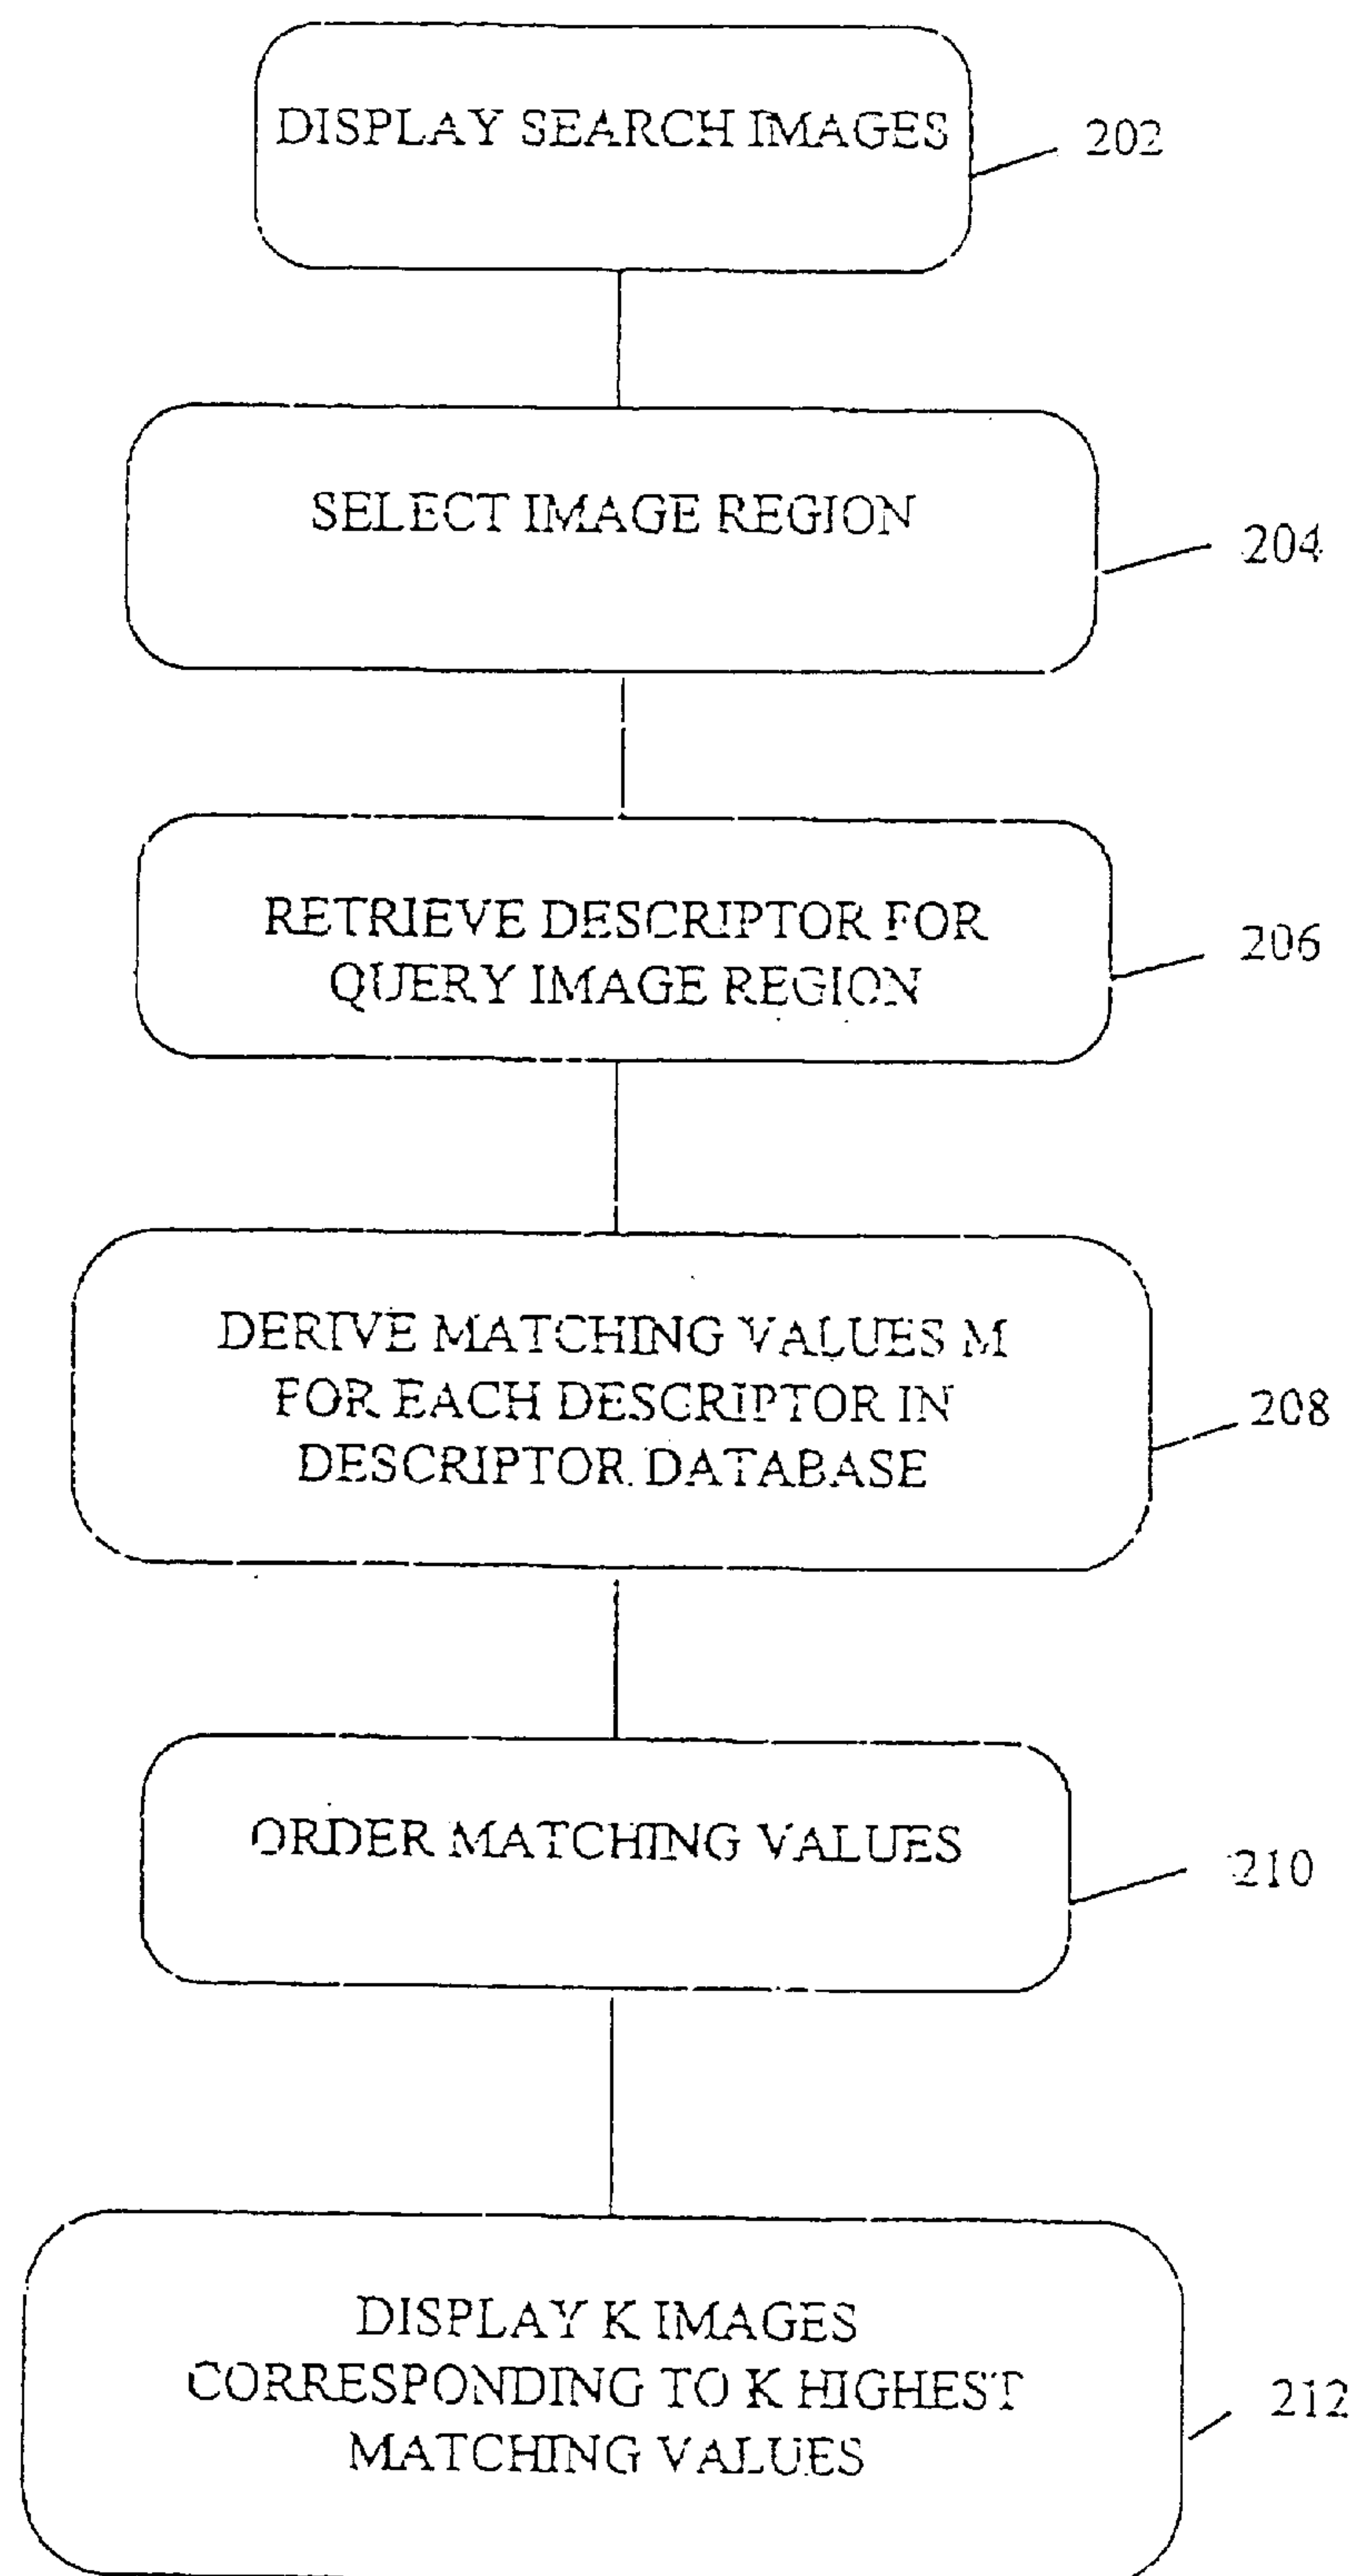 DISPLAY SEARCH IMAGES
202
SELECT IMAGE REGION
204
RETRIEVE DESCRIPTOR FOR
QUERY IMAGE REGION
206
DERIVE MATCHING VALUES M
FOR EACH DESCRIPTOR IN
DESCRIPTOR DATABASE
208
ORDER MATCHING VALUES
210
DISPLAY K IMAGES
CORRESPONDING TO K HIGHEST
MATCHING VALUES
212